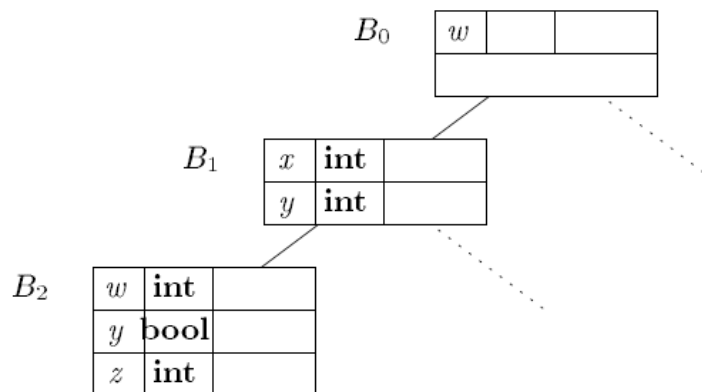 B₀ w
B₁ x int
y int
B₂ w int
y bool
z int